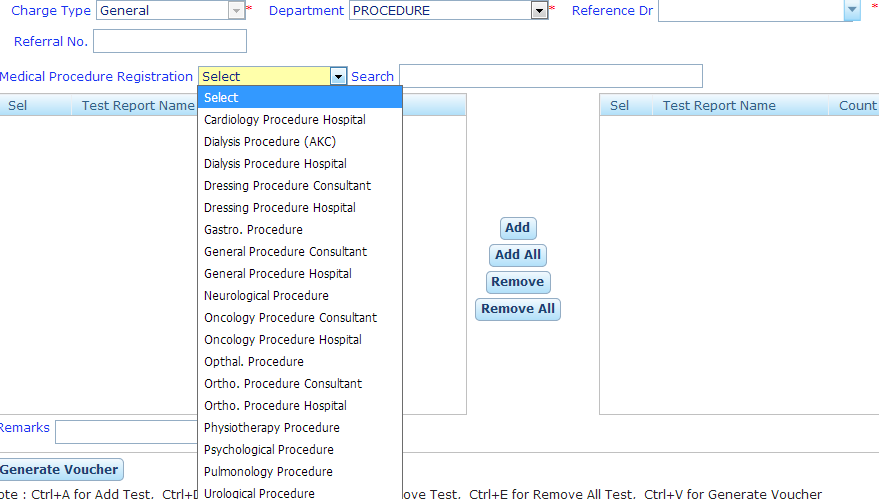 Charge Type General * Department PROCEDURE * Reference Dr *
Referral No.
Medical Procedure Registration Select Search
Sel Test Report Name Sel Test Report Name Count
Select
Cardiology Procedure Hospital
Dialysis Procedure (AKC)
Dialysis Procedure Hospital
Dressing Procedure Consultant
Dressing Procedure Hospital
Gastro. Procedure
General Procedure Consultant
General Procedure Hospital
Neurological Procedure
Oncology Procedure Consultant
Oncology Procedure Hospital
Opthal. Procedure
Ortho. Procedure Consultant
Ortho. Procedure Hospital
Physiotherapy Procedure
Psychological Procedure
Pulmonology Procedure
Urological Procedure
Add
Add All
Remove
Remove All
Remarks
Generate Voucher
ote : Ctrl+A for Add Test, Ctrl+ ove Test, Ctrl+E for Remove All Test, Ctrl+V for Generate Voucher